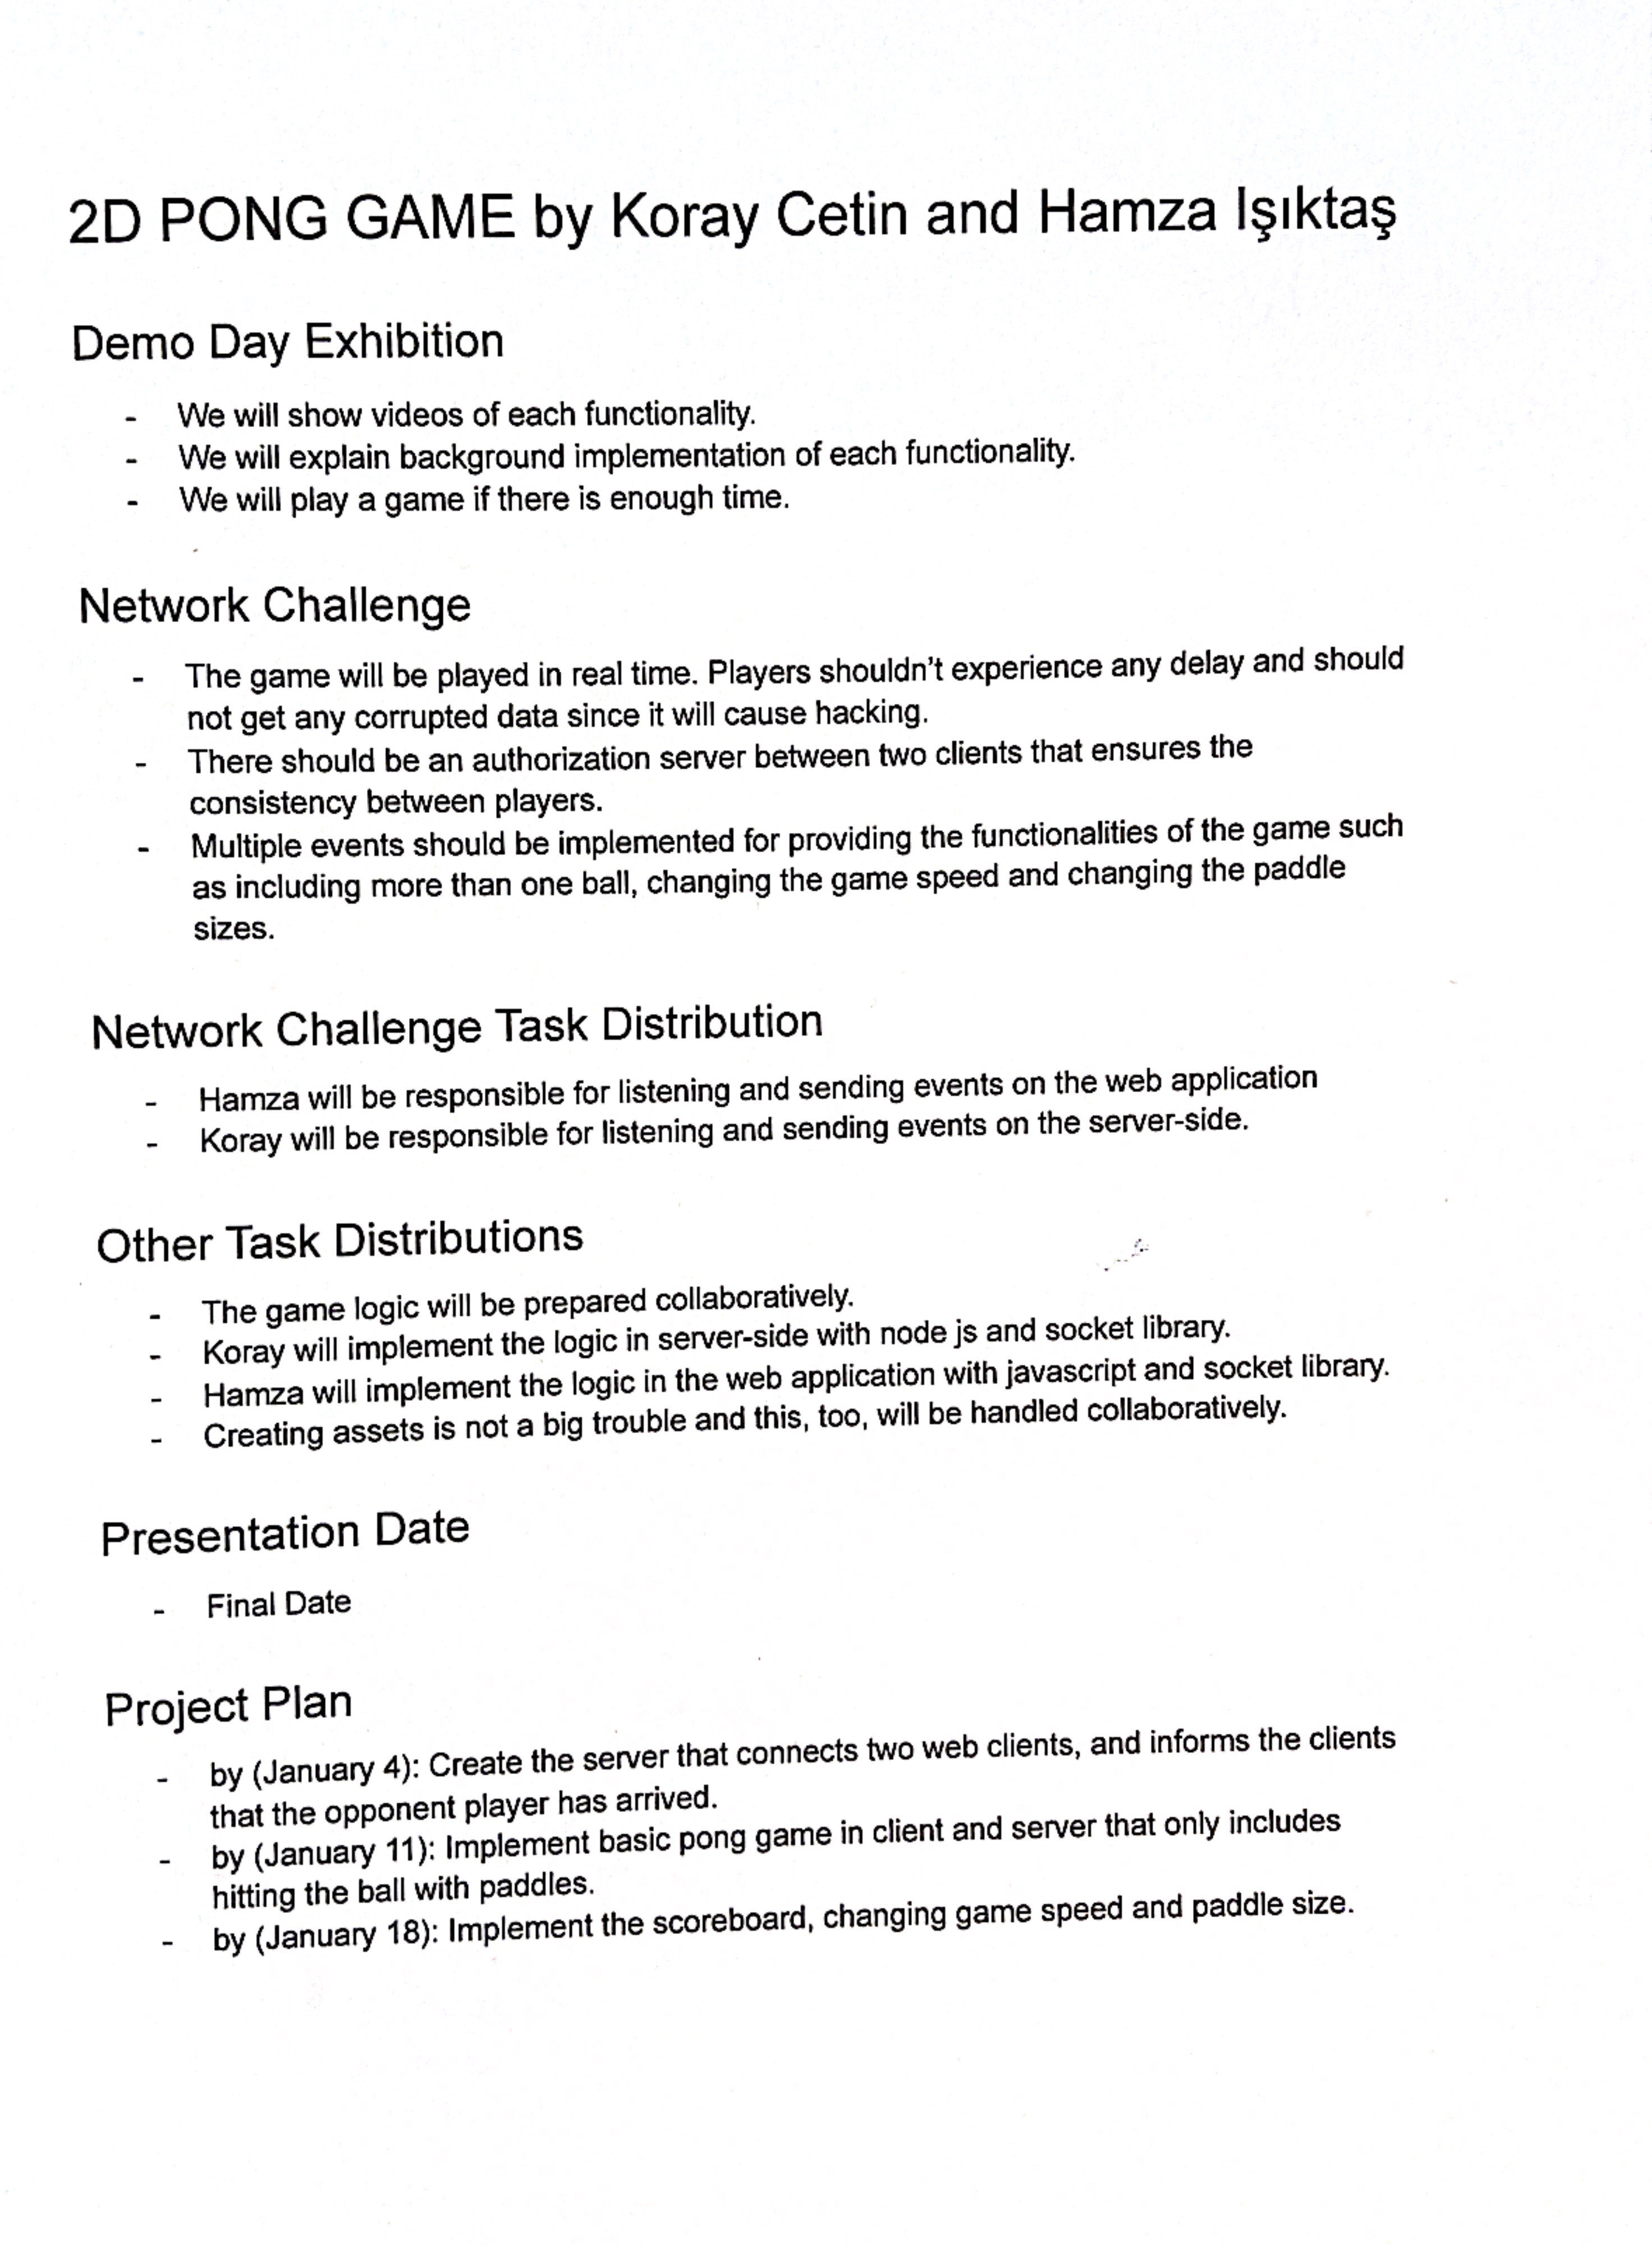 2D PONG GAME by Koray Cetin and Hamza Işıktaş
Demo Day Exhibition
- We will show videos of each functionality.
- We will explain background implementation of each functionality.
- We will play a game if there is enough time.
Network Challenge
- The game will be played in real time. Players shouldn't experience any delay and should
not get any corrupted data since it will cause hacking.
- There should be an authorization server between two clients that ensures the
consistency between players.
- Multiple events should be implemented for providing the functionalities of the game such
as including more than one ball, changing the game speed and changing the paddle
sizes.
Network Challenge Task Distribution
- Hamza will be responsible for listening and sending events on the web application
- Koray will be responsible for listening and sending events on the server-side.
Other Task Distributions
- The game logic will be prepared collaboratively.
- Koray will implement the logic in server-side with node js and socket library.
- Hamza will implement the logic in the web application with javascript and socket library.
- Creating assets is not a big trouble and this, too, will be handled collaboratively.
Presentation Date
- Final Date
Project Plan
- by (January 4): Create the server that connects two web clients, and informs the clients
that the opponent player has arrived.
- by (January 11): Implement basic pong game in client and server that only includes
hitting the ball with paddles.
- by (January 18): Implement the scoreboard, changing game speed and paddle size.